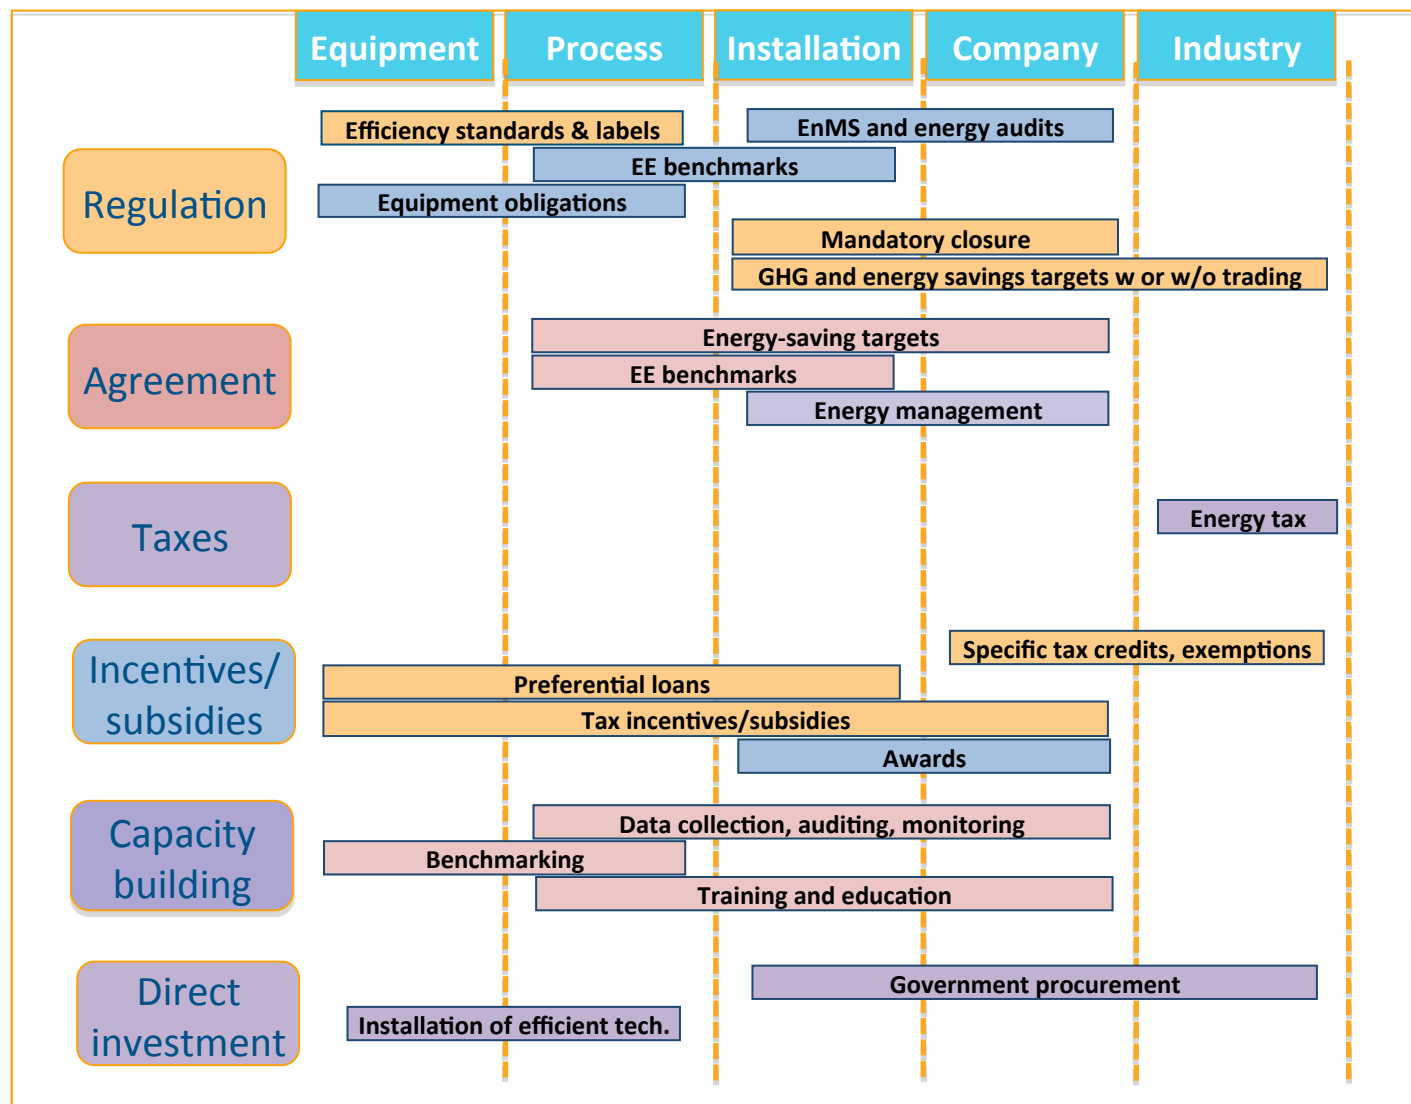 Equipment
Process
Installation
Company
Industry
Regulation
Efficiency standards & labels
EnMS and energy audits
EE benchmarks
Equipment obligations
Mandatory closure
GHG and energy savings targets w or w/o trading
Agreement
Energy-saving targets
EE benchmarks
Energy management
Taxes
Energy tax
Incentives/
subsidies
Specific tax credits, exemptions
Preferential loans
Tax incentives/subsidies
Awards
Capacity
building
Data collection, auditing, monitoring
Benchmarking
Training and education
Direct
investment
Government procurement
Installation of efficient tech.